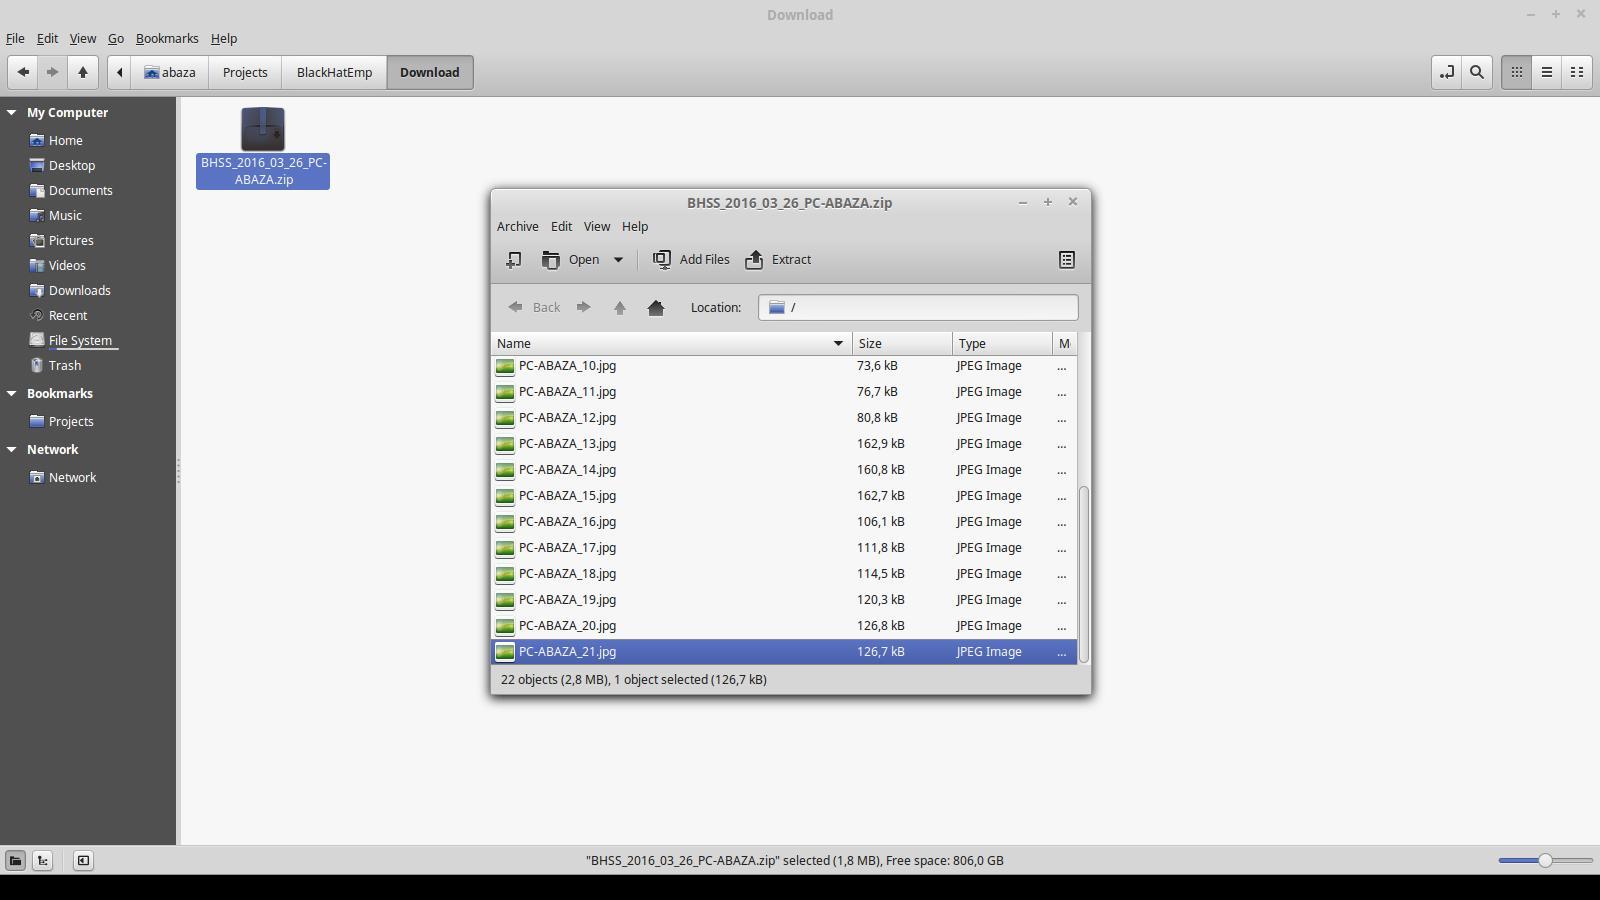 Download
File Edit View Go Bookmarks Help
abaza Projects BlackHatEmp Download
My Computer
Home
Desktop
Documents
Music
Pictures
Videos
Downloads
Recent
File System
Trash
Bookmarks
Projects
Network
Network
BHSS_2016_03_26_PC-
ABAZA.zip
BHSS_2016_03_26_PC-ABAZA.zip
Archive Edit View Help
Open Add Files Extract
Back Location: /
Name Size Type M
PC-ABAZA_10.jpg 73,6 kB JPEG Image ...
PC-ABAZA_11.jpg 76,7 kB JPEG Image ...
PC-ABAZA_12.jpg 80,8 kB JPEG Image ...
PC-ABAZA_13.jpg 162,9 kB JPEG Image ...
PC-ABAZA_14.jpg 160,8 kB JPEG Image ...
PC-ABAZA_15.jpg 162,7 kB JPEG Image ...
PC-ABAZA_16.jpg 106,1 kB JPEG Image ...
PC-ABAZA_17.jpg 111,8 kB JPEG Image ...
PC-ABAZA_18.jpg 114,5 kB JPEG Image ...
PC-ABAZA_19.jpg 120,3 kB JPEG Image ...
PC-ABAZA_20.jpg 126,8 kB JPEG Image ...
PC-ABAZA_21.jpg 126,7 kB JPEG Image ...
22 objects (2,8 MB), 1 object selected (126,7 kB)
"BHSS_2016_03_26_PC-ABAZA.zip" selected (1,8 MB), Free space: 806,0 GB